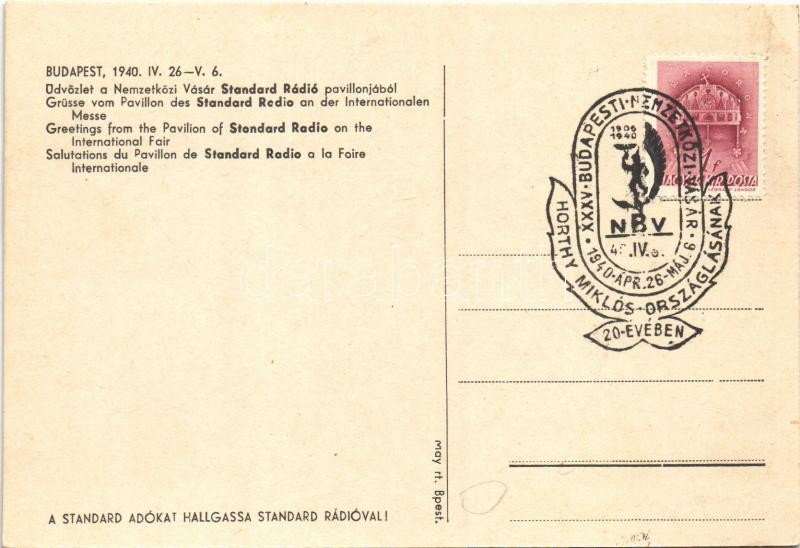 BUDAPEST, 1940. IV. 26—V. 6.
Üdvözlet a Nemzetközi Vásár Standard Rádió pavillonjából
Grüsse vom Pavillon des Standard Redio an der Internationalen
Messe
Greetings from the Pavilion of Stondard Radio on the
International Fair
Salutations du Pavillon de Standard Radio a la Foire
Internationale
A STANDARD ADÓKAT HALLGASSA STANDARD RÁDIÓVAL!
may rt. Bpest.
XXXV·BUDAPESTI·NEMZETKÖZI·VÁSÁR·
1940·ÁPR.26-MÁJ.6
1906
1940
NBV
HORTHY MIKLÓS·ORSZÁGLÁSÁNAK
20-ÉVÉBEN
1f
MAGYAR POSTA